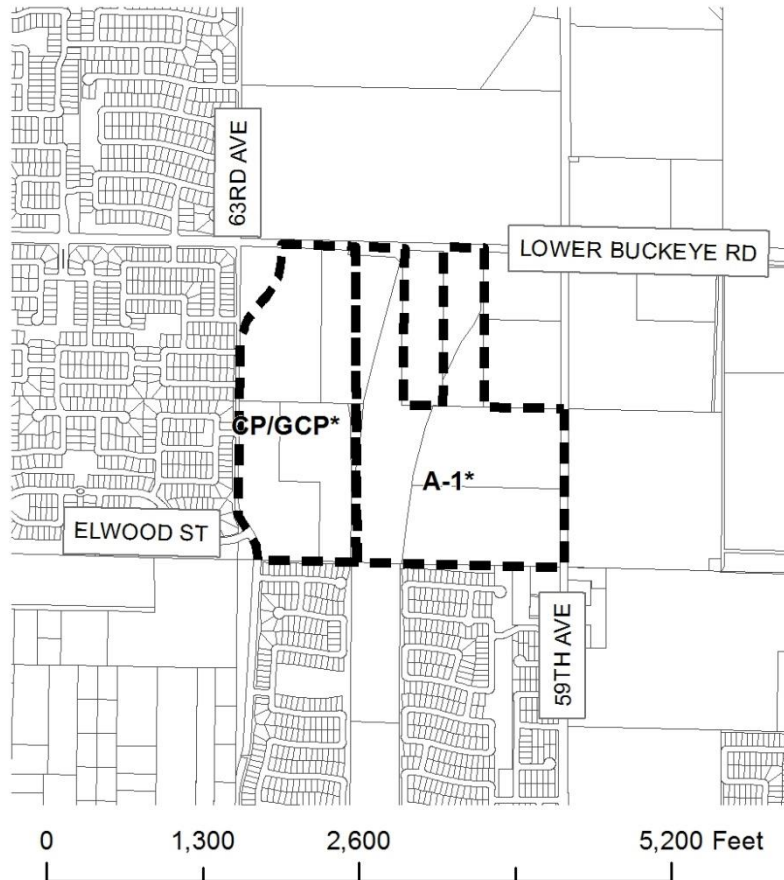 63RD AVE
LOWER BUCKEYE RD
CP/GCP*
A-1*
ELWOOD ST
59TH AVE
0 1,300 2,600 5,200 Feet